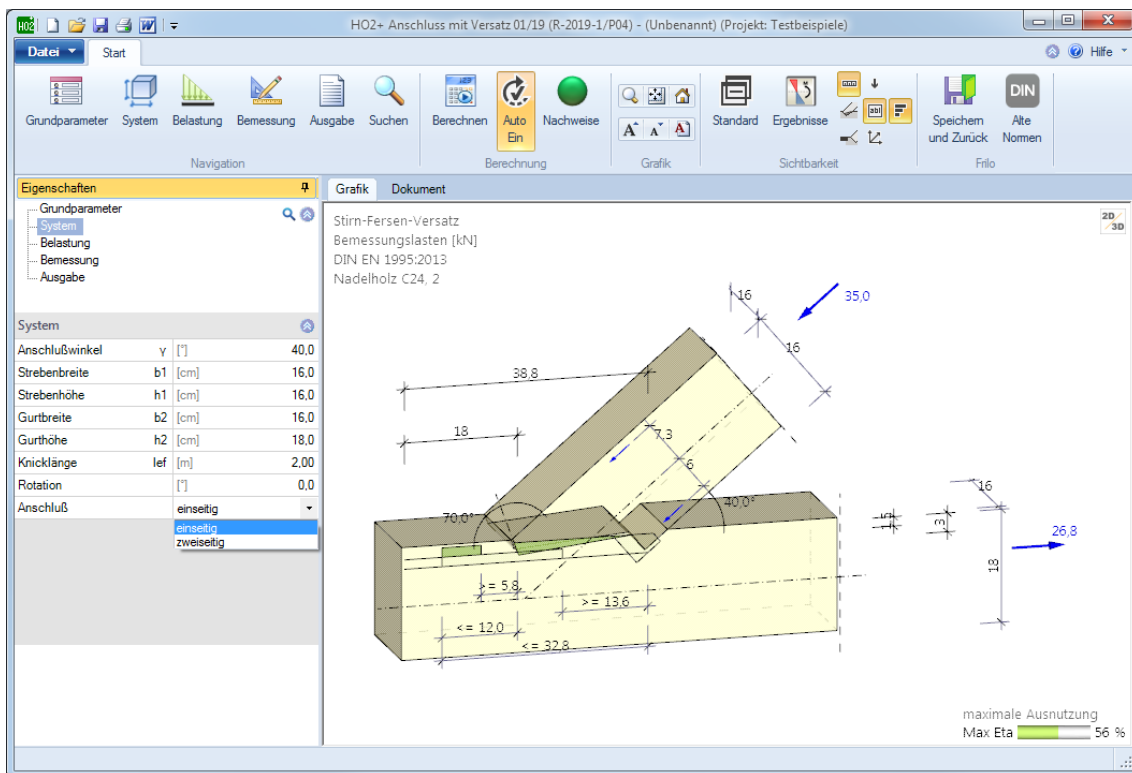 HO2+ Anschluss mit Versatz 01/19 (R-2019-1/P04) - (Unbenannt) (Projekt: Testbeispiele)
Datei
Start
Hilfe
Grundparameter
System
Belastung
Bemessung
Ausgabe
Suchen
Berechnen
Auto
Ein
Nachweise
Standard
Ergebnisse
Speichern
und Zurück
DIN
Alte
Normen
Navigation
Berechnung
Grafik
Sichtbarkeit
Frilo
Eigenschaften
Grundparameter
System
Belastung
Bemessung
Ausgabe
System
Anschlußwinkel γ [°] 40,0
Strebenbreite b1 [cm] 16,0
Strebenhöhe h1 [cm] 16,0
Gurtbreite b2 [cm] 16,0
Gurthöhe h2 [cm] 18,0
Knicklänge lef [m] 2,00
Rotation [°] 0,0
Anschluß einseitig
einseitig
zweiseitig
Grafik
Dokument
Stirn-Fersen-Versatz
Bemessungslasten [kN]
DIN EN 1995:2013
Nadelholz C24, 2
2D/
/3D
16
35,0
16
38,8
18
7,3
6
70,0°
40,0°
16
1,5
3
26,8
18
>= 5,8
>= 13,6
<= 12,0
<= 32,8
maximale Ausnutzung
Max Eta 56 %